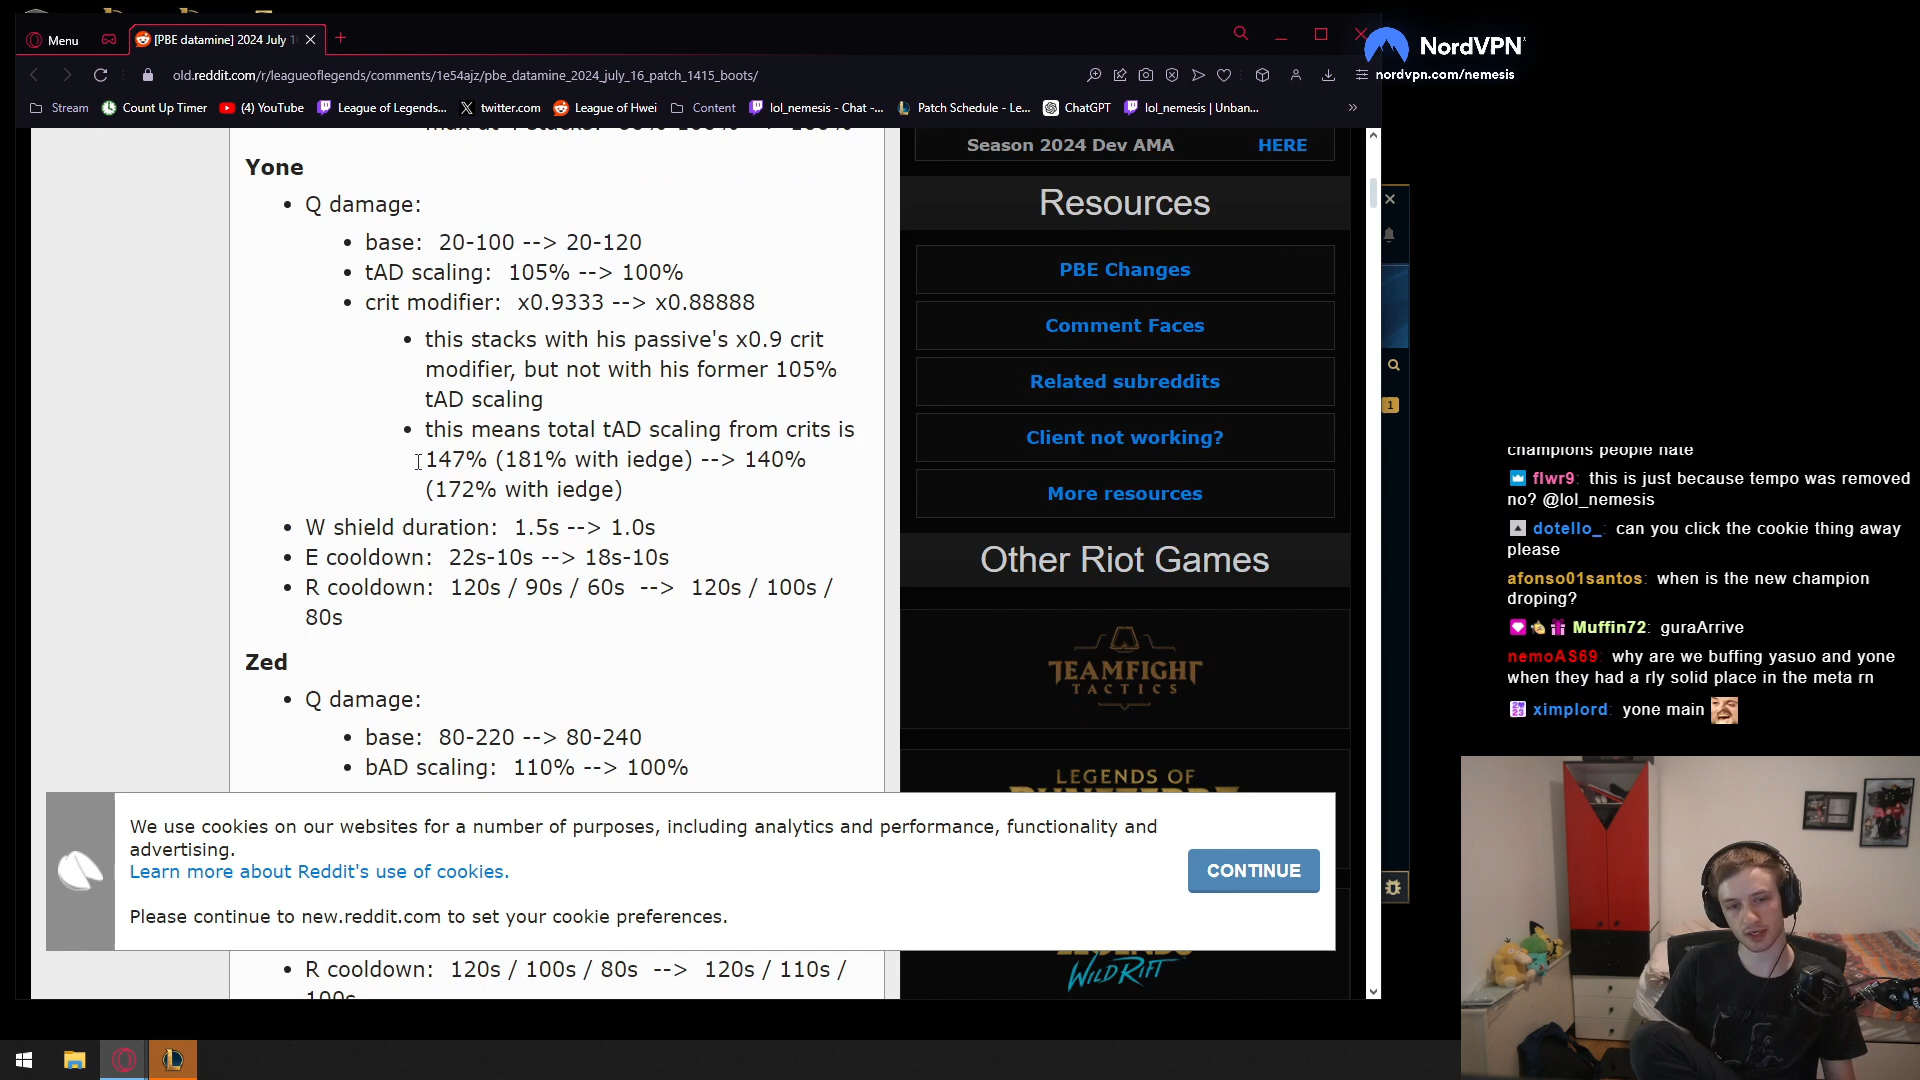 Menu
[PBE datamine] 2024 July 1
NordVPN
nordvpn.com/nemesis
old.reddit.com/r/leagueoflegends/comments/1e54ajz/pbe_datamine_2024_july_16_patch_1415_boots/
Stream
Count Up Timer
(4) YouTube
League of Legends...
twitter.com
League of Hwei
Content
lol_nemesis - Chat -...
Patch Schedule - Le...
ChatGPT
lol_nemesis | Unban...
Yone
• Q damage:
• base: 20-100 --> 20-120
• tAD scaling: 105% --> 100%
• crit modifier: x0.9333 --> x0.88888
• this stacks with his passive's x0.9 crit
modifier, but not with his former 105%
tAD scaling
• this means total tAD scaling from crits is
147% (181% with iedge) --> 140%
(172% with iedge)
• W shield duration: 1.5s --> 1.0s
• E cooldown: 22s-10s --> 18s-10s
• R cooldown: 120s / 90s / 60s --> 120s / 100s /
80s
Zed
• Q damage:
• base: 80-220 --> 80-240
• bAD scaling: 110% --> 100%
• R cooldown: 120s / 100s / 80s --> 120s / 110s /
100s
Season 2024 Dev AMA HERE
Resources
PBE Changes
Comment Faces
Related subreddits
Client not working?
More resources
Other Riot Games
TEAMFIGHT
TACTICS
LEGENDS OF
WILD RIFT
We use cookies on our websites for a number of purposes, including analytics and performance, functionality and
advertising.
Learn more about Reddit's use of cookies.
Please continue to new.reddit.com to set your cookie preferences.
CONTINUE
1
champions people hate
flwr9: this is just because tempo was removed
no? @lol_nemesis
dotello_: can you click the cookie thing away
please
afonso01santos: when is the new champion
droping?
Muffin72: guraArrive
nemoAS69: why are we buffing yasuo and yone
when they had a rly solid place in the meta rn
ximplord: yone main